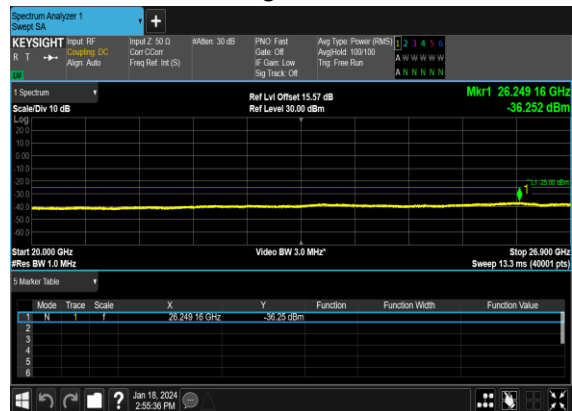 Spectrum Analyzer 1
Swept SA
KEYSIGHT Input: RF Input Z: 50 Ω #Atten: 30 dB PNO: Fast Avg Type: Power (RMS) 1 2 3 4 5 6
R T Coupling: DC Corr CCorr Gate: Off Avg|Hold: 100/100 A W W W W W
Align: Auto Freq Ref: Int (S) IF Gain: Low Trig: Free Run
Sig Track: Off A N N N N N
1 Spectrum Ref Lvl Offset 15.57 dB Mkr1 26.249 16 GHz
Scale/Div 10 dB Ref Level 30.00 dBm -36.252 dBm
Log
20.0
10.0
0.00
-10.0
-20.0
-30.0
-40.0
-50.0
-60.0
1
Start 20.000 GHz Video BW 3.0 MHz* Stop 26.900 GHz
#Res BW 1.0 MHz Sweep 13.3 ms (40001 pts)
5 Marker Table
Mode Trace Scale X Y Function Function Width Function Value
1 N 1 f 26.249 16 GHz -36.25 dBm
2
3
4
5
6
? Jan 18, 2024
2:55:36 PM